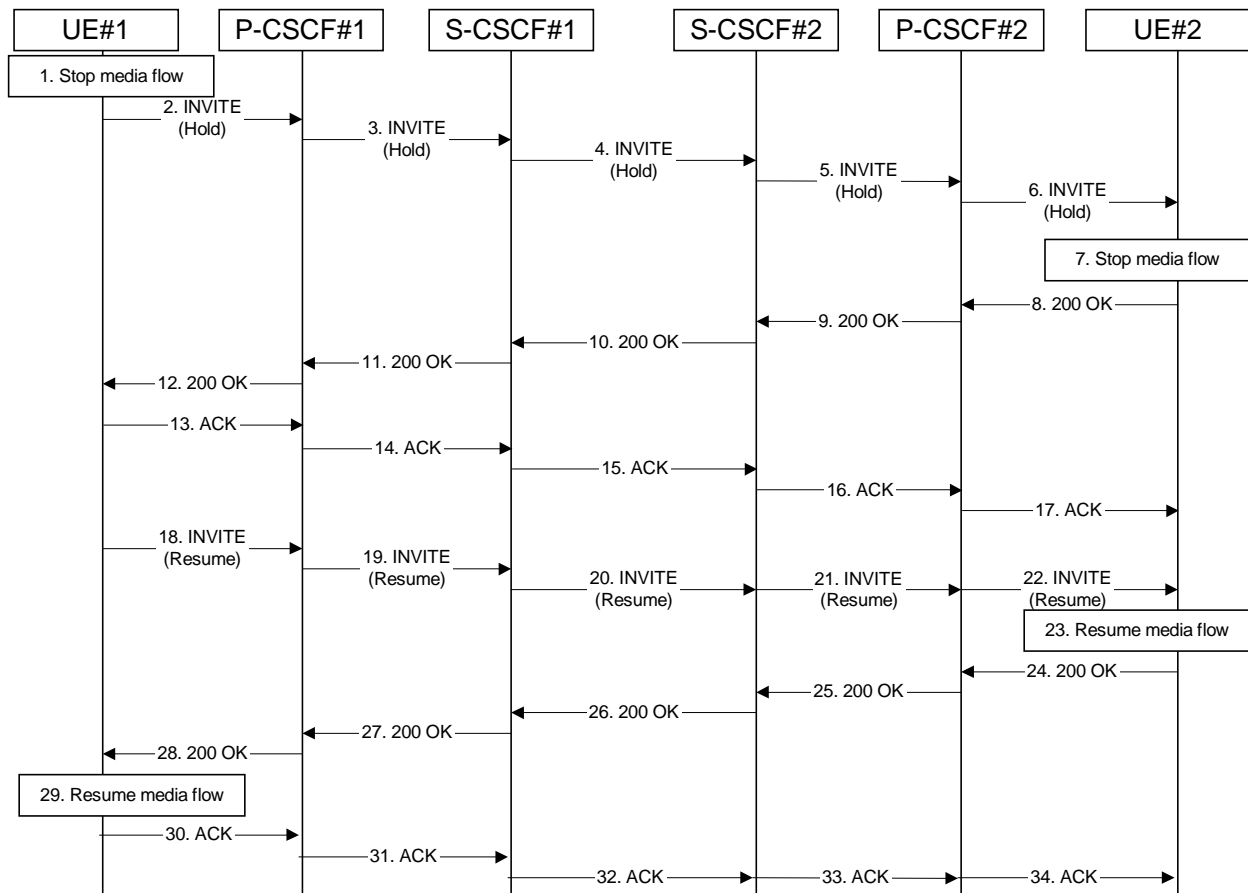 UE#1 P-CSCF#1 S-CSCF#1 S-CSCF#2 P-CSCF#2 UE#2
1. Stop media flow
2. INVITE
(Hold)
3. INVITE
(Hold)
4. INVITE
(Hold)
5. INVITE
(Hold)
6. INVITE
(Hold)
7. Stop media flow
8. 200 OK
9. 200 OK
10. 200 OK
11. 200 OK
12. 200 OK
13. ACK
14. ACK
15. ACK
16. ACK
17. ACK
18. INVITE
(Resume)
19. INVITE
(Resume)
20. INVITE
(Resume)
21. INVITE
(Resume)
22. INVITE
(Resume)
23. Resume media flow
24. 200 OK
25. 200 OK
26. 200 OK
27. 200 OK
28. 200 OK
29. Resume media flow
30. ACK
31. ACK
32. ACK
33. ACK
34. ACK